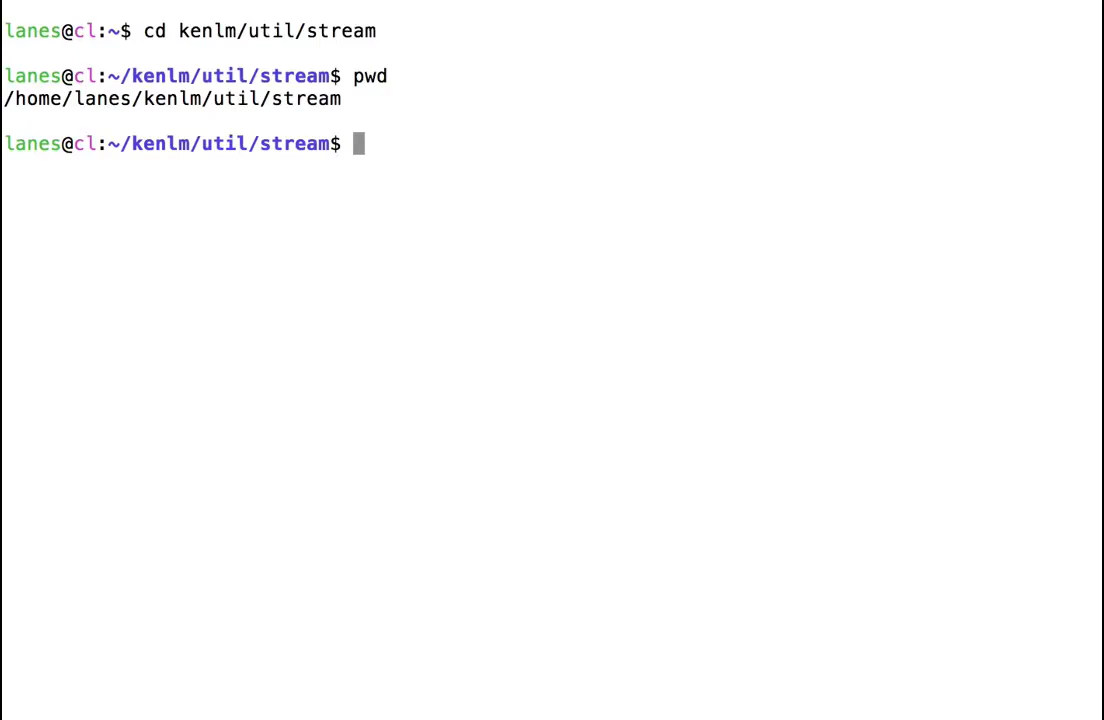 lanes@cl:~$ cd kenlm/util/stream
lanes@cl:~/kenlm/util/stream$ pwd
/home/lanes/kenlm/util/stream
lanes@cl:~/kenlm/util/stream$